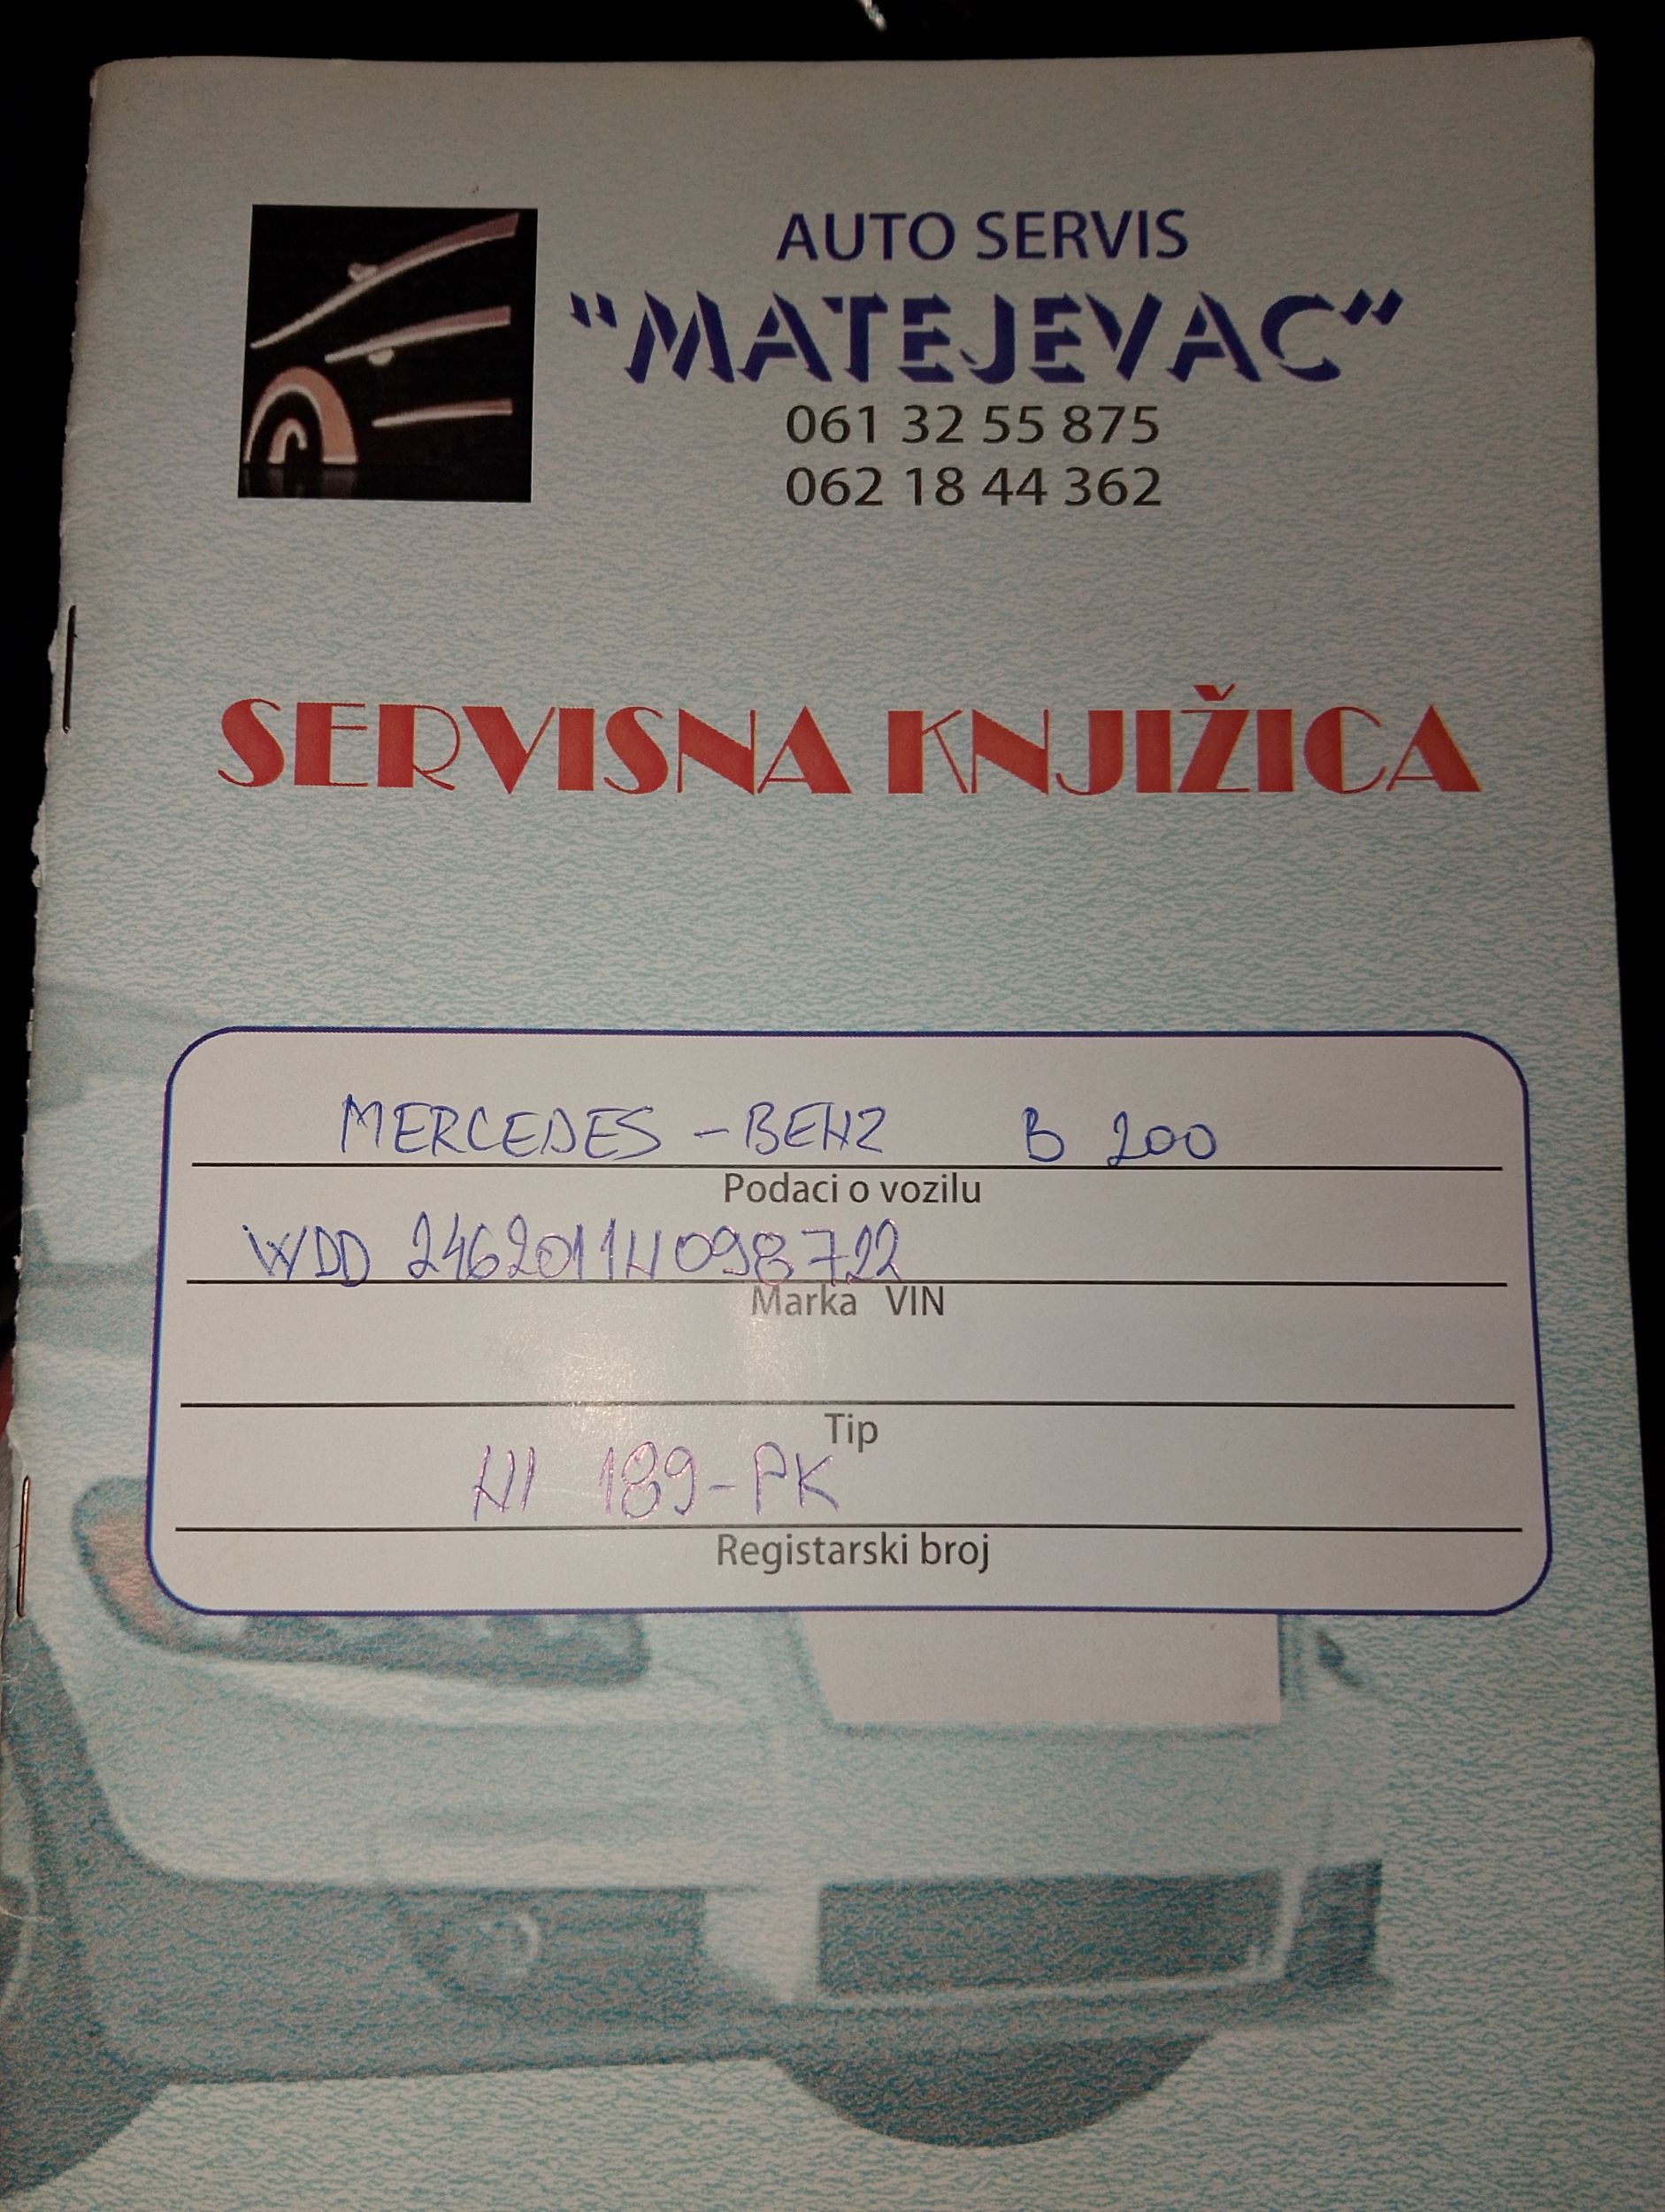 AUTO SERVIS
"MATEJEVAC"
061 32 55 875
062 18 44 362
SERVISNA KNJIŽICA
MERCEDES-BENZ B 200
Podaci o vozilu
WDD 2462011N098722
Marka VIN
Tip
NI 189-PK
Registarski broj